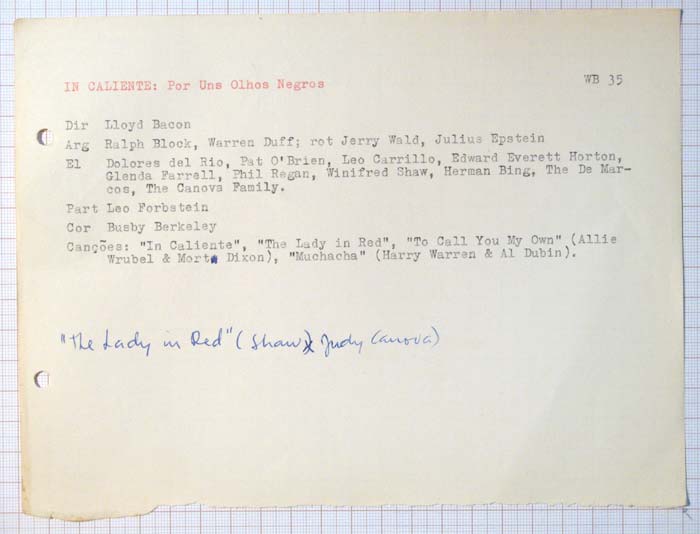 IN CALIENTE: Por Uns Olhos Negros WB 35
Dir Lloyd Bacon
Arg Ralph Block, Warren Duff; rot Jerry Wald, Julius Epstein
El Dolores del Rio, Pat O'Brien, Leo Carrillo, Edward Everett Horton,
Glenda Farrell, Phil Regan, Winifred Shaw, Herman Bing, The De Mar-
cos, The Canova Family.
Part Leo Forbstein
Cor Busby Berkeley
Canções: "In Caliente", "The Lady in Red", "To Call You My Own" (Allie
Wrubel & Mort Dixon), "Muchacha" (Harry Warren & Al Dubin).
"The Lady in Red" (Shaw, Judy Canova)